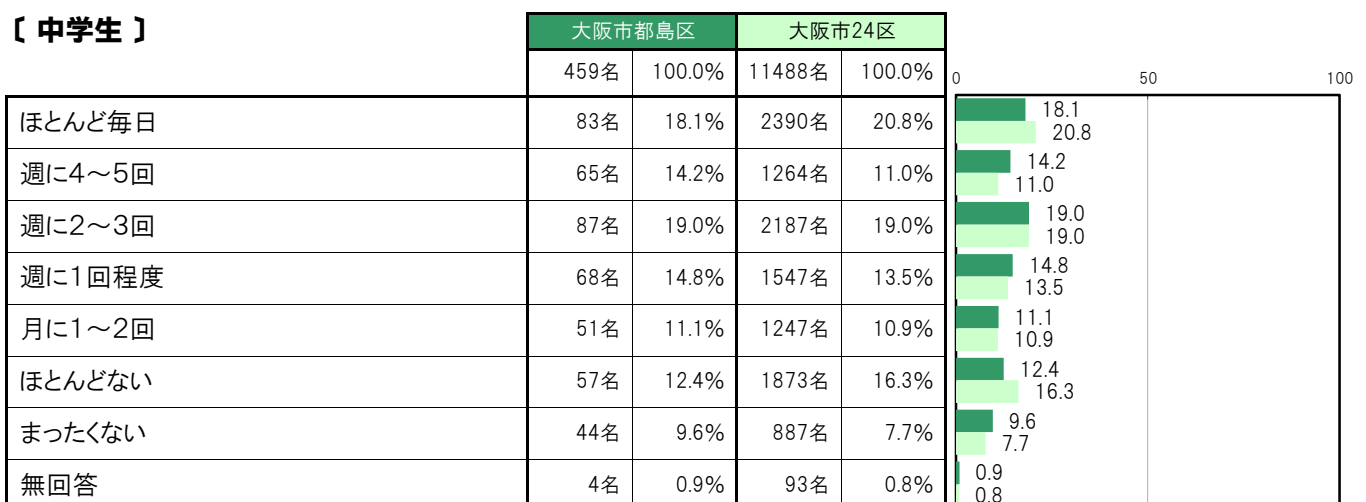 〔 中学生 〕
大阪市都島区 大阪市24区
459名 100.0% 11488名 100.0%
0 50 100
ほとんど毎日 83名 18.1% 2390名 20.8%
18.1
20.8
週に4～5回 65名 14.2% 1264名 11.0%
14.2
11.0
週に2～3回 87名 19.0% 2187名 19.0%
19.0
19.0
週に1回程度 68名 14.8% 1547名 13.5%
14.8
13.5
月に1～2回 51名 11.1% 1247名 10.9%
11.1
10.9
ほとんどない 57名 12.4% 1873名 16.3%
12.4
16.3
まったくない 44名 9.6% 887名 7.7%
9.6
7.7
無回答 4名 0.9% 93名 0.8%
0.9
0.8